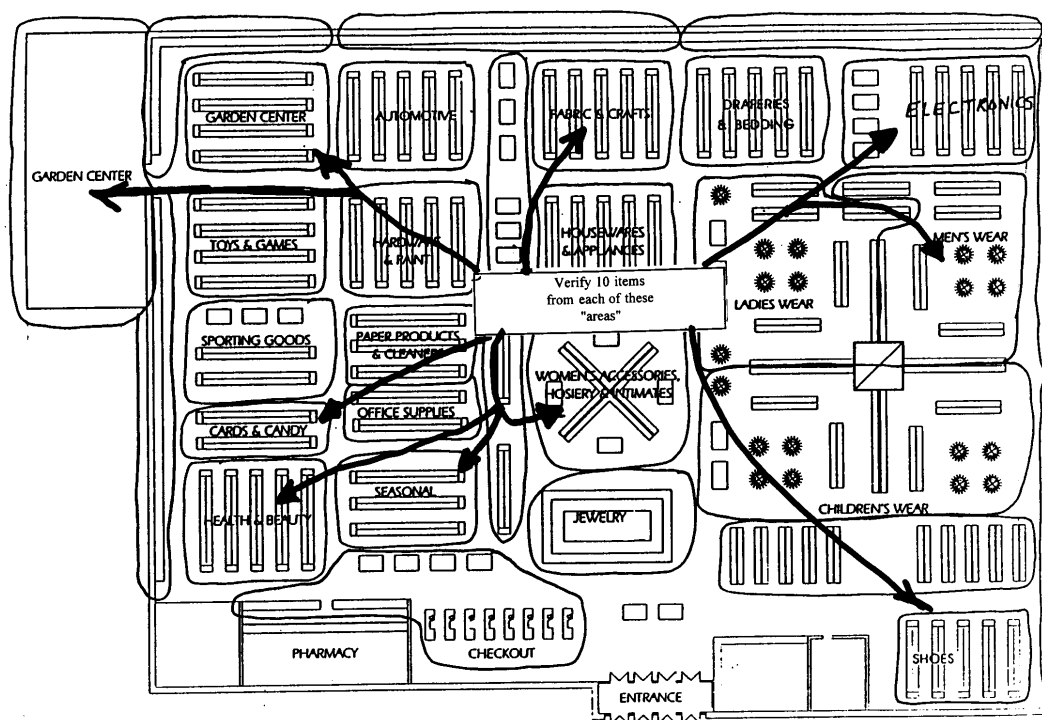 GARDEN CENTER
AUTOMOTIVE
FABRIC & CRAFTS
DRAPERIES
& BEDDING
ELECTRONICS
GARDEN CENTER
TOYS & GAMES
HARDWARE
& PAINT
HOUSEWARES
& APPLIANCES
MEN'S WEAR
Verify 10 items
from each of these
"areas"
LADIES WEAR
SPORTING GOODS
PAPER PRODUCTS
& CLEANERS
WOMEN'S ACCESSORIES,
HOSIERY & INTIMATES
CARDS & CANDY
OFFICE SUPPLIES
SEASONAL
HEALTH & BEAUTY
JEWELRY
CHILDREN'S WEAR
PHARMACY
CHECKOUT
SHOES
ENTRANCE